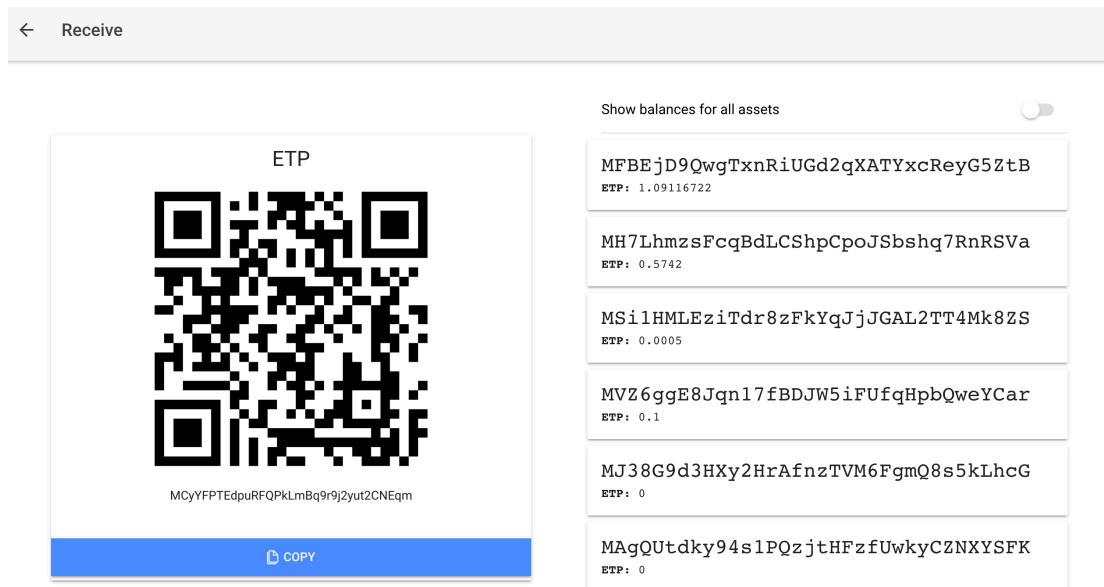 Receive
ETP
MCyYFPTEdpuRFQPkLmBq9r9j2yut2CNEqm
COPY
Show balances for all assets
MFBEjD9QwgTxnRiUGd2qXATYxcReyG5ZtB
ETP: 1.09116722
MH7LhmzsFcqBdLCShpCpoJSbshq7RnRSVa
ETP: 0.5742
MSi1HMLEziTdr8zFkYqJjJGAL2TT4Mk8ZS
ETP: 0.0005
MVZ6ggE8Jqn17fBDJW5iFUfqHpbQweYCar
ETP: 0.1
MJ38G9d3HXy2HrAfnzTVM6FgmQ8s5kLhcG
ETP: 0
MAgQUtdky94s1PQzjtHFzfUwkyCZNXYSFK
ETP: 0